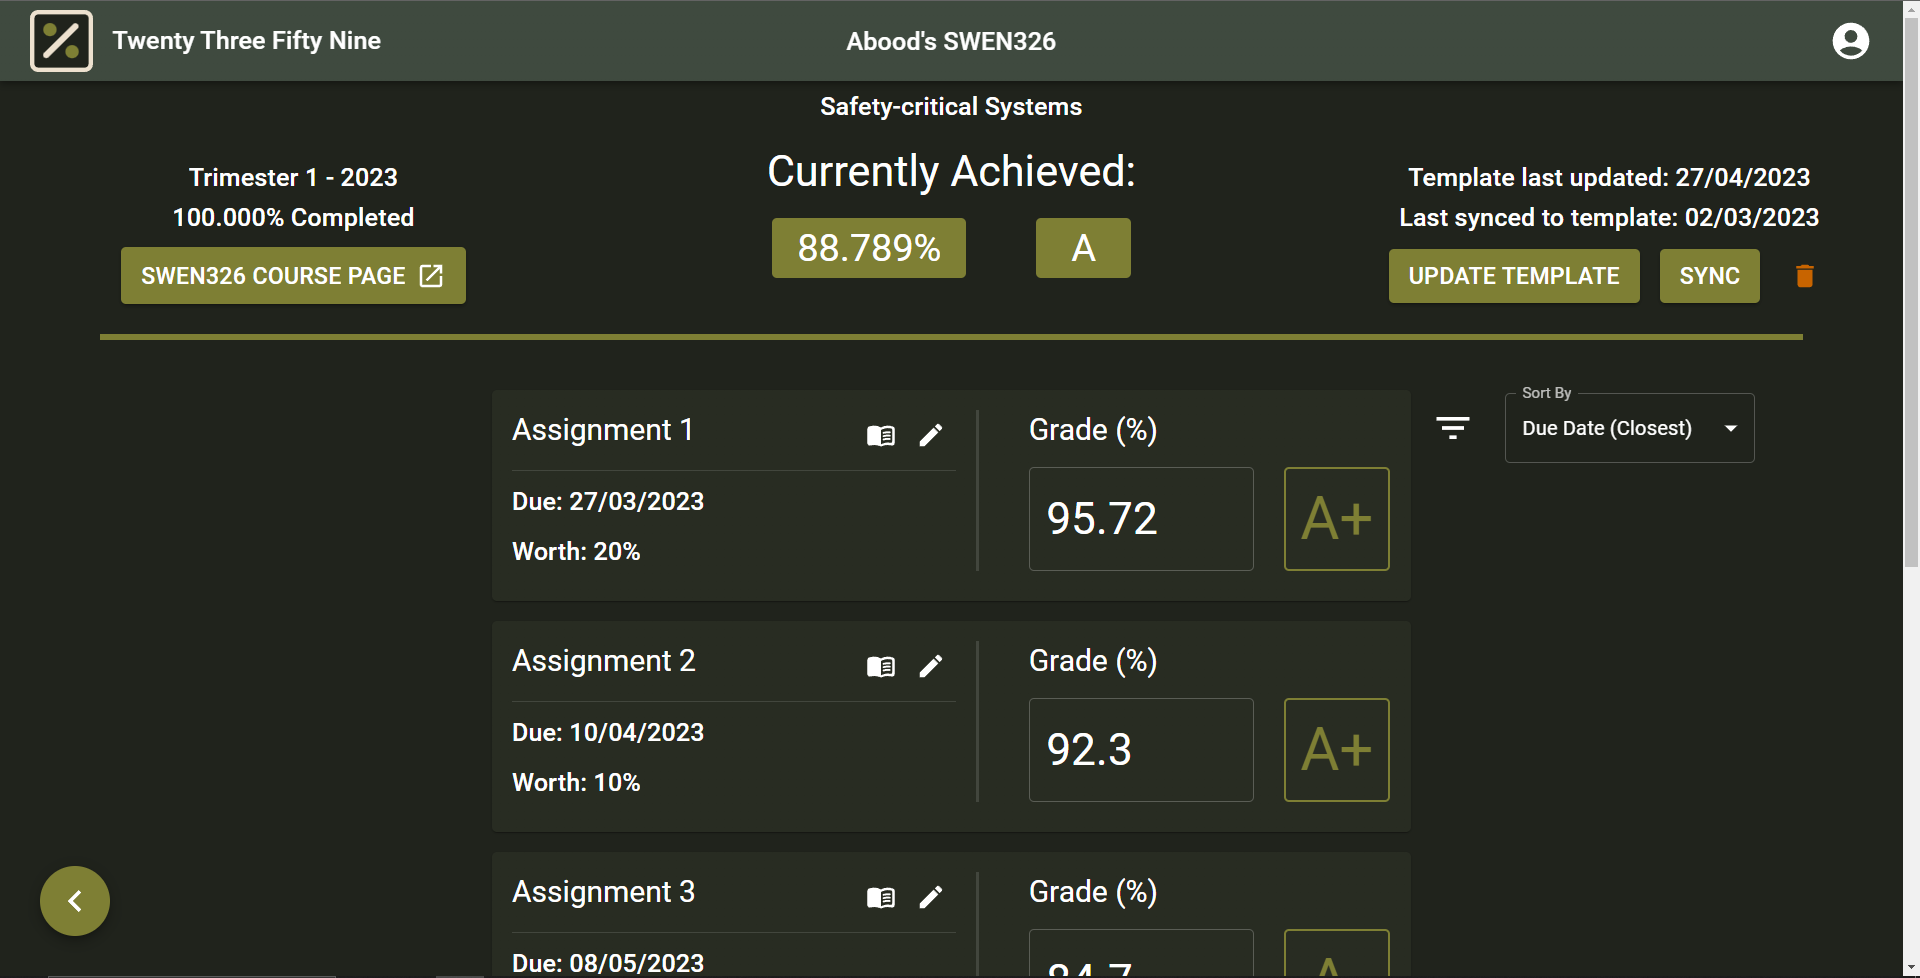 Twenty Three Fifty Nine
Abood's SWEN326
Safety-critical Systems
Trimester 1 - 2023
100.000% Completed
SWEN326 COURSE PAGE
Currently Achieved:
88.789%
A
Template last updated: 27/04/2023
Last synced to template: 02/03/2023
UPDATE TEMPLATE
SYNC
Sort By
Due Date (Closest)
Assignment 1
Due: 27/03/2023
Worth: 20%
Grade (%)
95.72
A+
Assignment 2
Due: 10/04/2023
Worth: 10%
Grade (%)
92.3
A+
Assignment 3
Due: 08/05/2023
Grade (%)
84.7
A